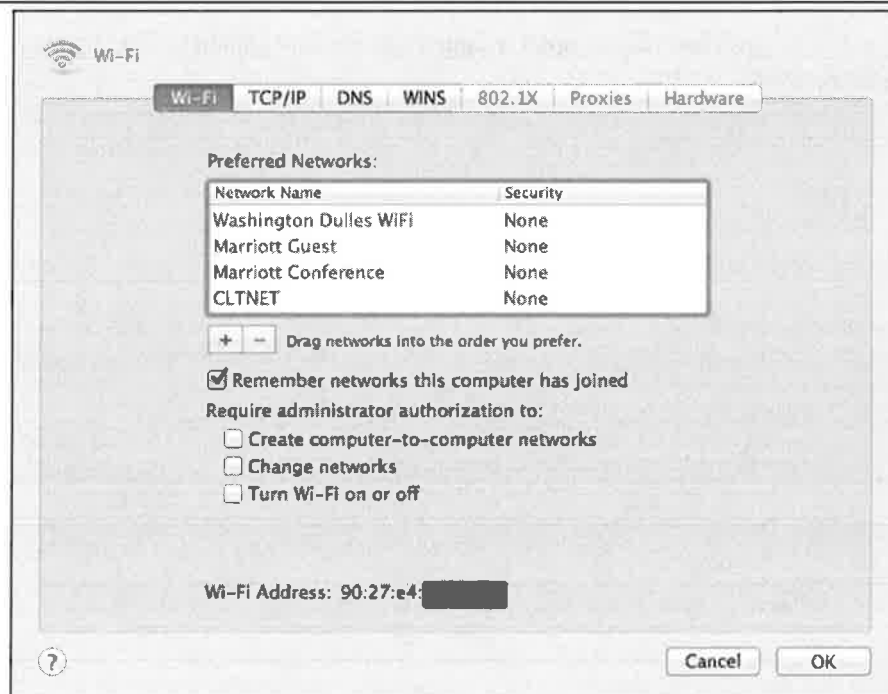 Wi-Fi
Wi-Fi TCP/IP DNS WINS 802.1X Proxies Hardware
Preferred Networks:
Network Name Security
Washington Dulles WiFi None
Marriott Guest None
Marriott Conference None
CLTNET None
+ − Drag networks into the order you prefer.
Remember networks this computer has joined
Require administrator authorization to:
Create computer-to-computer networks
Change networks
Turn Wi-Fi on or off
Wi-Fi Address: 90:27:e4:
? Cancel OK